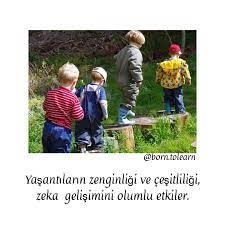 @born.tolearn
Yaşantıların zenginliği ve çeşitliliği,
zeka gelişimini olumlu etkiler.